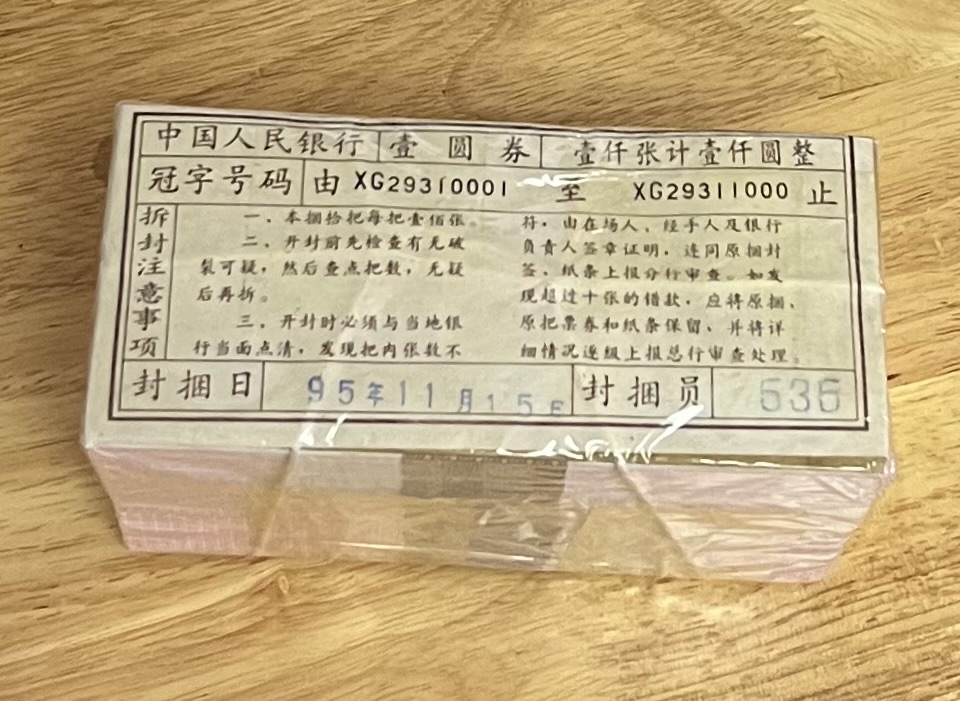 中国人民银行 壹圆券 壹仟张计壹仟圆整
冠字号码 由 XG29310001 至 XG29311000 止
拆封注意事项
一、本捆拾把每把壹佰张。
二、开封前先检查有无破
裂可疑，然后查点把数，无疑
后再拆。
三、开封时必须与当地银
行当面点清，发现把内张数不
符，由在场人、经手人及银行
负责人签章证明，连同原捆封
签、纸条上报分行审查。如发
现超过十张的错款，应将原捆、
原把票券和纸条保留、并将详
细情况逐级上报总行审查处理。
封捆日 95年11月15日 封捆员 535